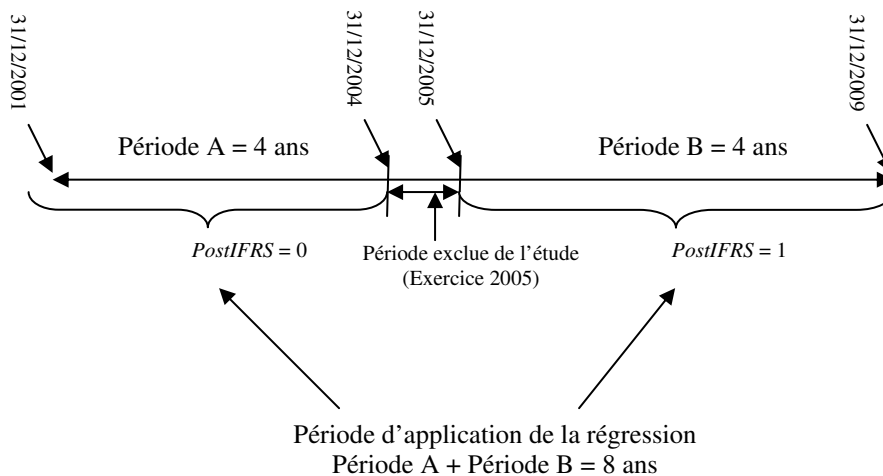 31/12/2001
31/12/2004
31/12/2005
31/12/2009
Période A = 4 ans
Période B = 4 ans
PostIFRS = 0
Période exclue de l’étude
(Exercice 2005)
PostIFRS = 1
Période d’application de la régression
Période A + Période B = 8 ans